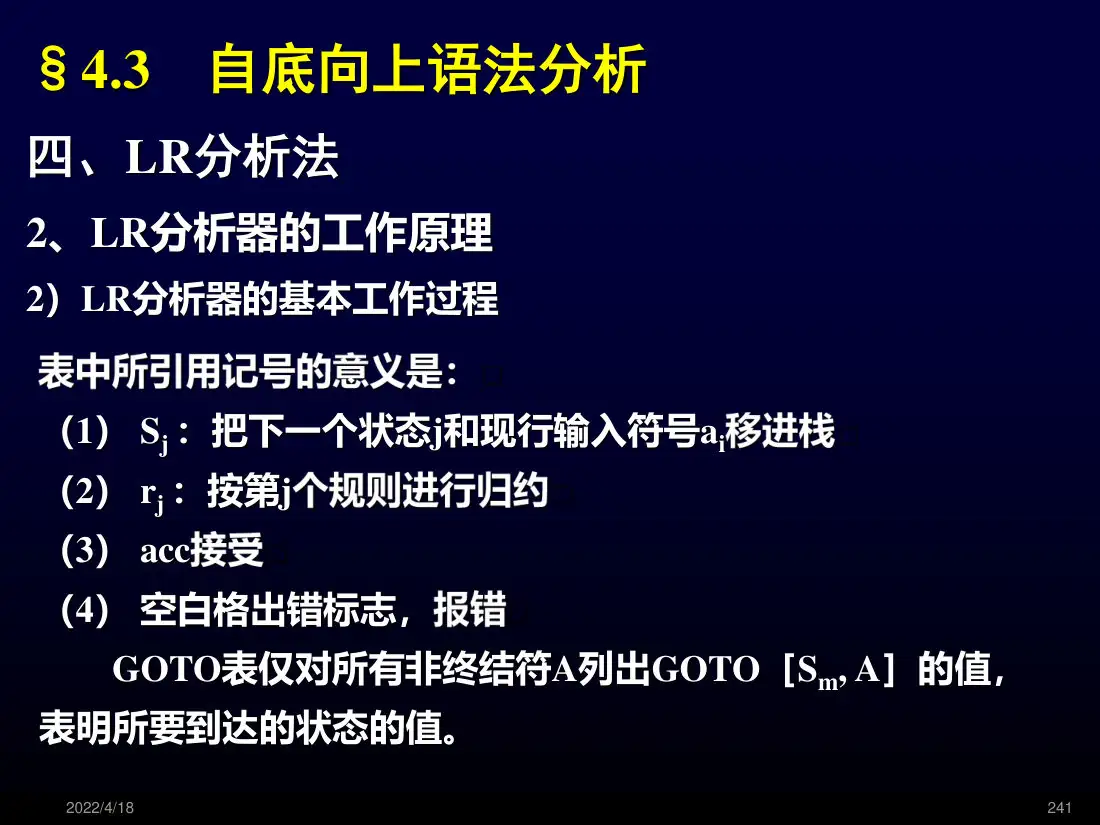 §4.3 自底向上语法分析
四、LR分析法
2、LR分析器的工作原理
2）LR分析器的基本工作过程
表中所引用记号的意义是：
（1） Sj：把下一个状态j和现行输入符号ai移进栈
（2） rj：按第j个规则进行归约
（3） acc接受
（4） 空白格出错标志，报错
GOTO表仅对所有非终结符A列出GOTO［Sm, A］的值，
表明所要到达的状态的值。
2022/4/18
241